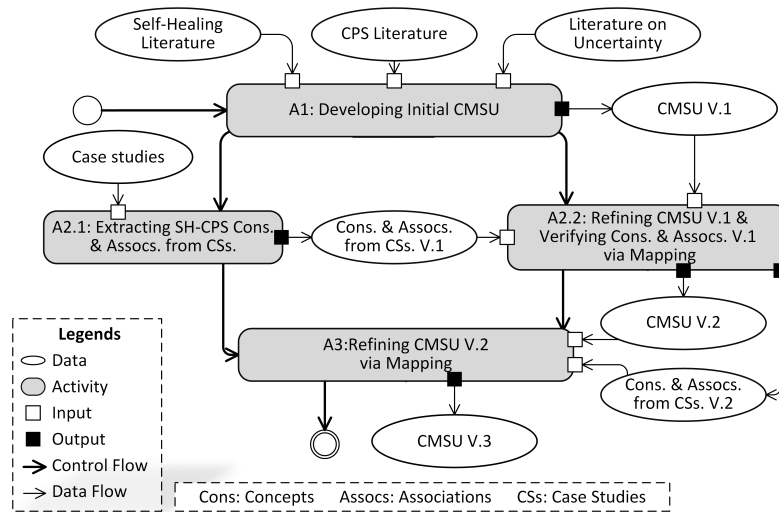 Self-Healing
Literature
CPS Literature
Literature on
Uncertainty
A1: Developing Initial CMSU
CMSU V.1
Case studies
A2.1: Extracting SH-CPS Cons.
& Assocs. from CSs.
Cons. & Assocs.
from CSs. V.1
A2.2: Refining CMSU V.1 &
Verifying Cons. & Assocs. V.1
via Mapping
CMSU V.2
A3:Refining CMSU V.2
via Mapping
Cons. & Assocs.
from CSs. V.2
CMSU V.3
Legends
Data
Activity
Input
Output
Control Flow
Data Flow
Cons: Concepts Assocs: Associations CSs: Case Studies